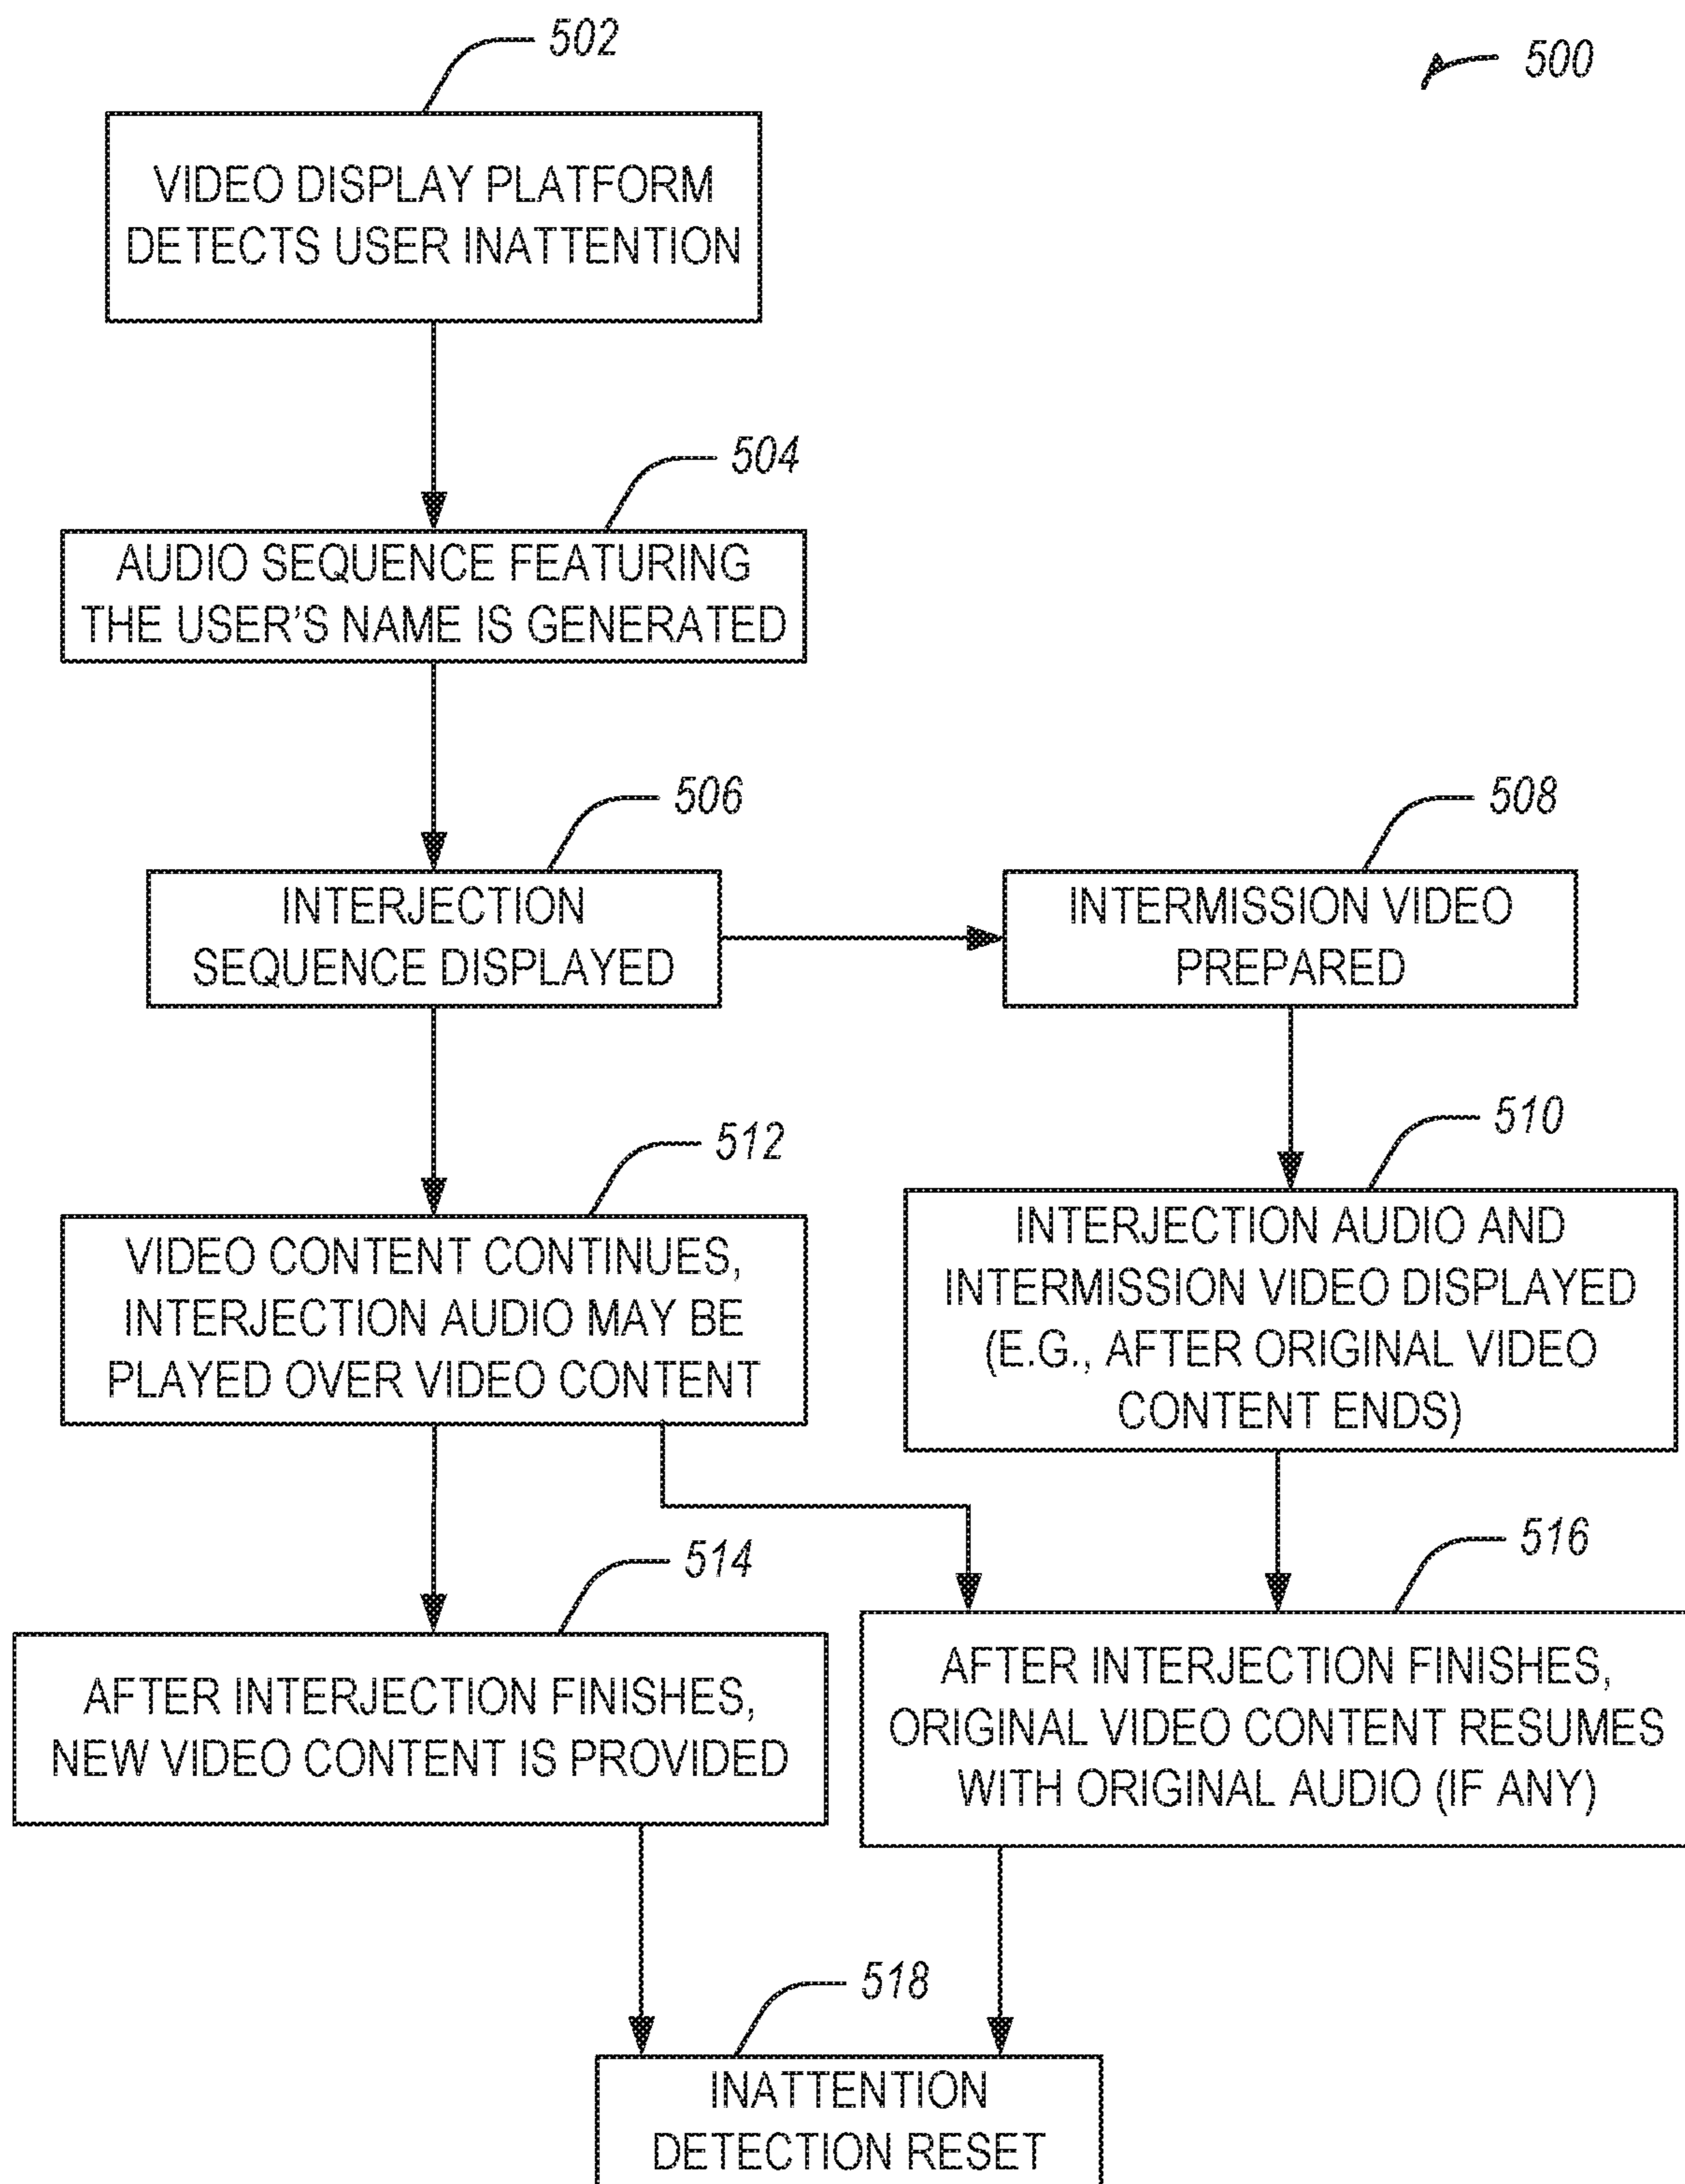 502
500
VIDEO DISPLAY PLATFORM
DETECTS USER INATTENTION
504
AUDIO SEQUENCE FEATURING
THE USER'S NAME IS GENERATED
506
508
INTERJECTION
SEQUENCE DISPLAYED
INTERMISSION VIDEO
PREPARED
512
510
VIDEO CONTENT CONTINUES,
INTERJECTION AUDIO MAY BE
PLAYED OVER VIDEO CONTENT
INTERJECTION AUDIO AND
INTERMISSION VIDEO DISPLAYED
(E.G., AFTER ORIGINAL VIDEO
CONTENT ENDS)
514
516
AFTER INTERJECTION FINISHES,
NEW VIDEO CONTENT IS PROVIDED
AFTER INTERJECTION FINISHES,
ORIGINAL VIDEO CONTENT RESUMES
WITH ORIGINAL AUDIO (IF ANY)
518
INATTENTION
DETECTION RESET